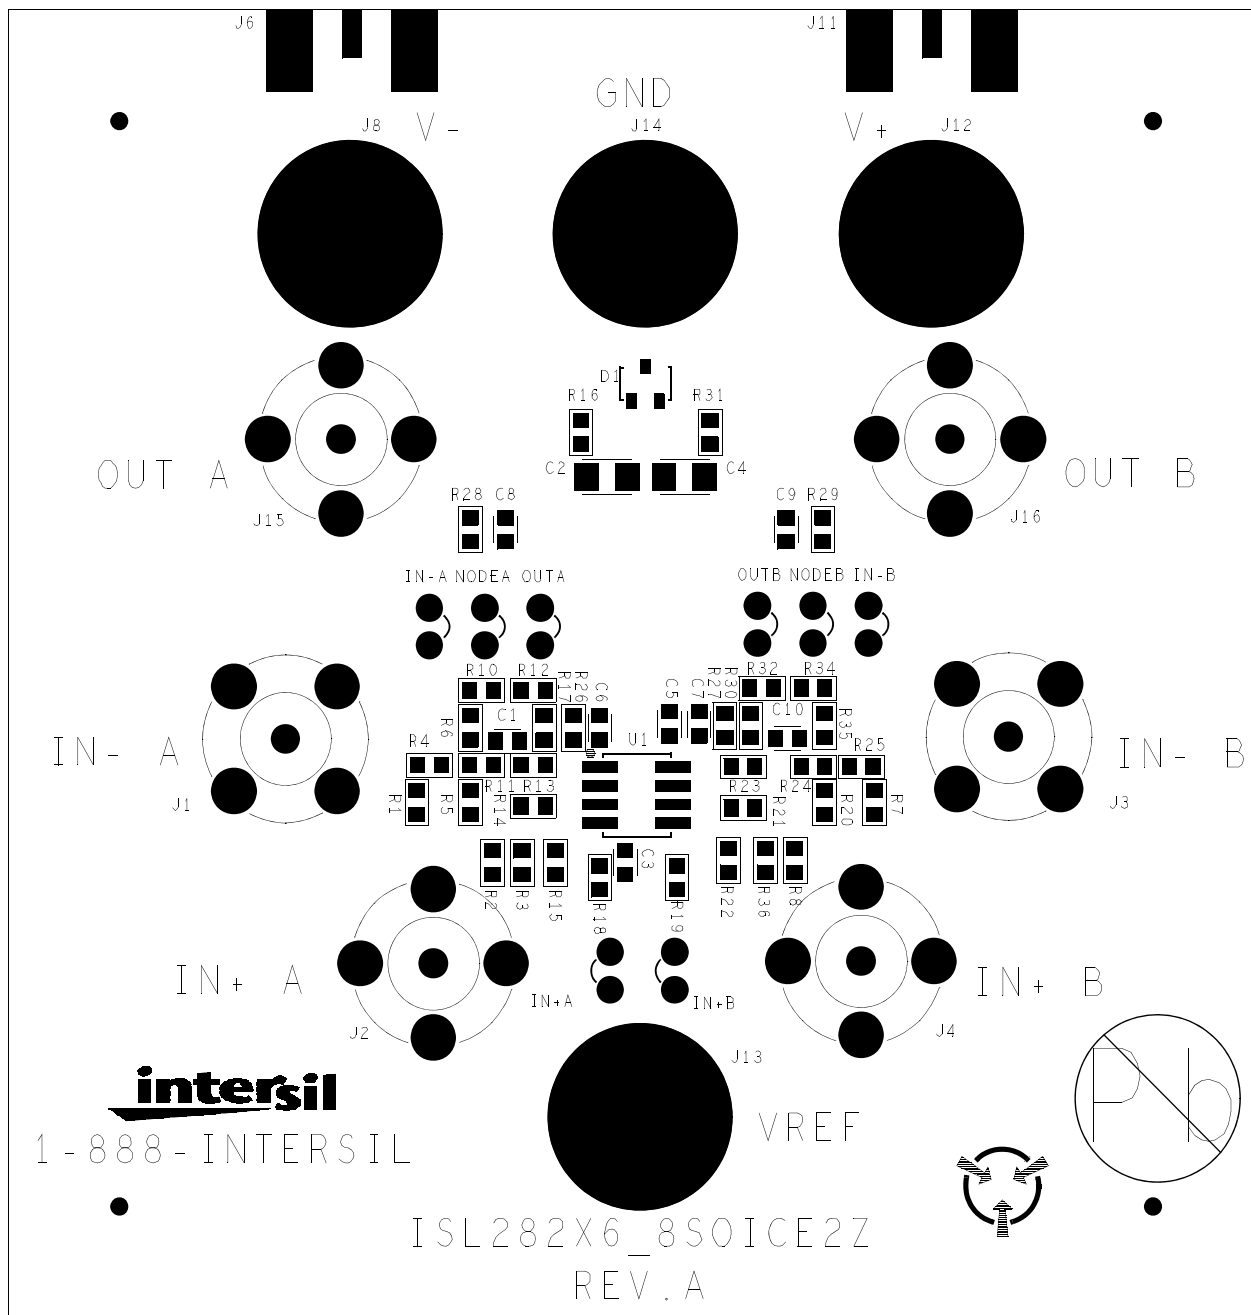 J6
J11
GND
J8
V-
J14
V+
J12
D1
R16
R31
C2
C4
OUT A
OUT B
J15
J16
R28
C8
C9
R29
IN-A
NODEA
OUTA
OUTB
NODEB
IN-B
R10
R12
R17
R26
C6
C5
C7
R27
R30
R32
R34
R6
C1
C10
R35
U1
IN- A
IN- B
R4
R25
R11
R13
R23
R24
J1
J3
R1
R5
R14
R21
R20
R7
C3
R2
R3
R15
R18
R19
R22
R36
R8
IN+ A
IN+ B
IN+A
IN+B
J2
J4
J13
Pb
intersil
1-888-INTERSIL
VREF
ISL282X6_8SOICE2Z
REV.A